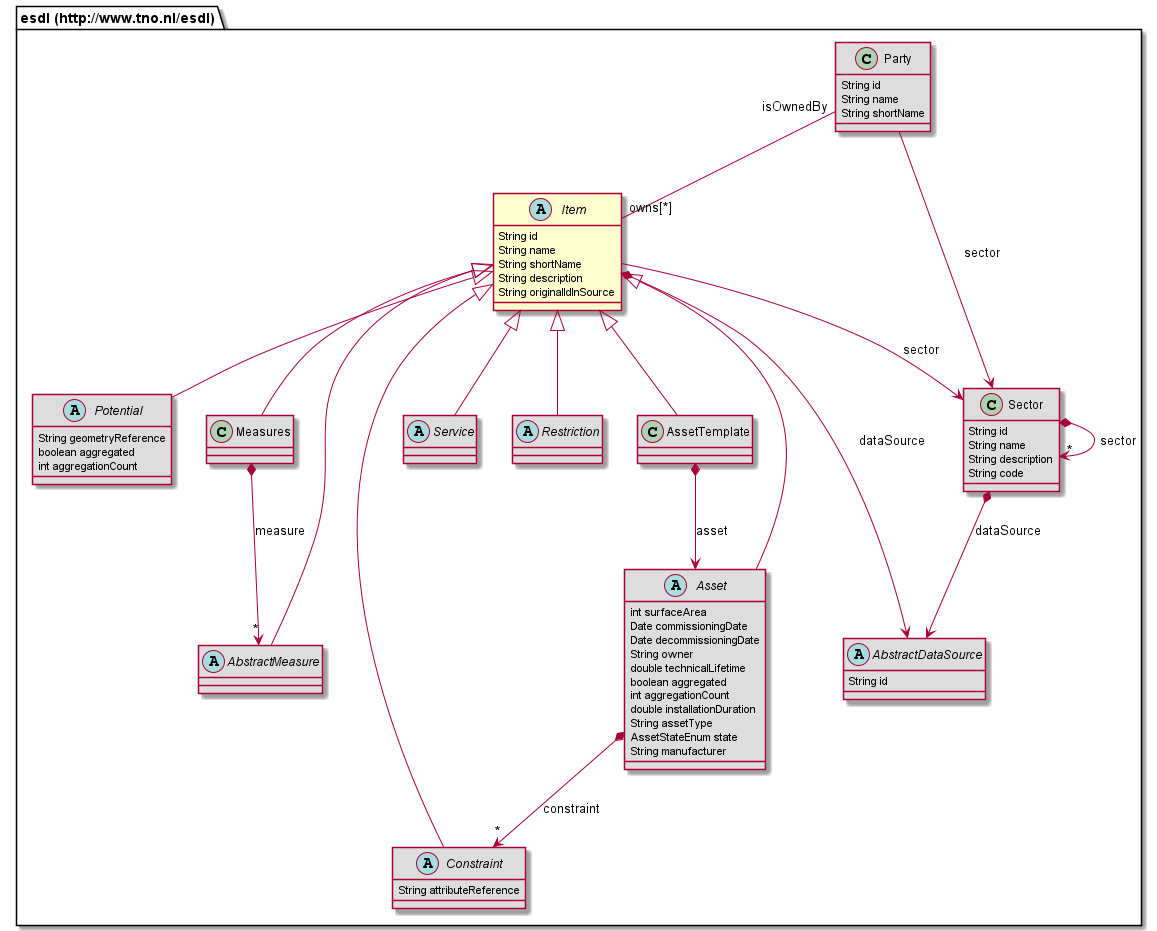 esdl (http://www.tno.nl/esdl)
C Party
String id
String name
String shortName
isOwnedBy
owns[*]
A Item
String id
String name
String shortName
String description
String originalIdInSource
sector
sector
A Potential
String geometryReference
boolean aggregated
int aggregationCount
C Measures
A Service
A Restriction
C AssetTemplate
C Sector
String id
String name
String description
String code
sector
*
dataSource
measure
*
asset
dataSource
A AbstractMeasure
A Asset
int surfaceArea
Date commissioningDate
Date decommissioningDate
String owner
double technicalLifetime
boolean aggregated
int aggregationCount
double installationDuration
String assetType
AssetStateEnum state
String manufacturer
A AbstractDataSource
String id
constraint
*
A Constraint
String attributeReference